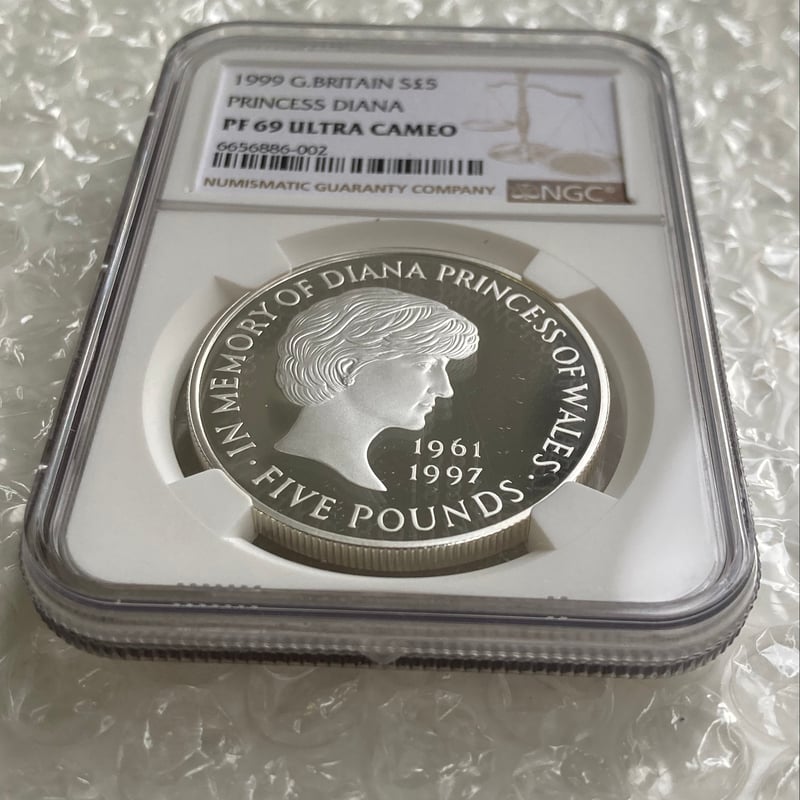 1999 G.BRITAIN S£5
PRINCESS DIANA
PF 69 ULTRA CAMEO
6656886-002
NUMISMATIC GUARANTY COMPANY
NGC®
IN MEMORY OF DIANA PRINCESS OF WALES
1961
1997
· FIVE POUNDS ·